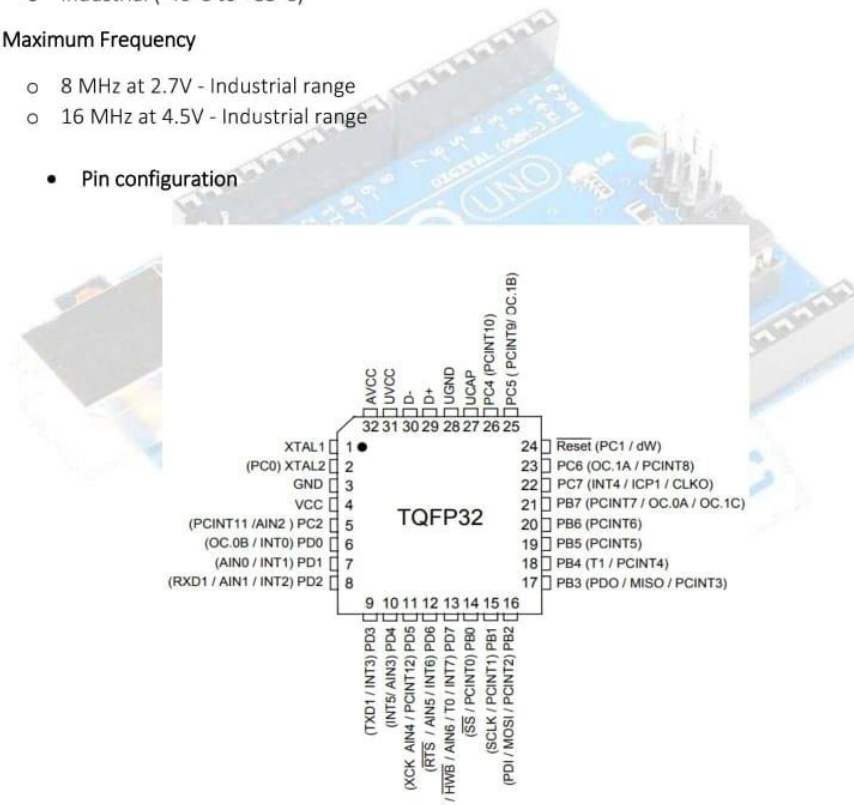 Maximum Frequency
o 8 MHz at 2.7V - Industrial range
o 16 MHz at 4.5V - Industrial range
• Pin configuration
DIGITAL (PWM~)
UNO
ON
AVCC
UVCC
D-
D+
UGND
UCAP
PC4 (PCINT10)
PC5 ( PCINT9/ OC.1B)
32 31 30 29 28 27 26 25
XTAL1 1
(PC0) XTAL2 2
GND 3
VCC 4
(PCINT11 /AIN2 ) PC2 5
(OC.0B / INT0) PD0 6
(AIN0 / INT1) PD1 7
(RXD1 / AIN1 / INT2) PD2 8
TQFP32
24 Reset (PC1 / dW)
23 PC6 (OC.1A / PCINT8)
22 PC7 (INT4 / ICP1 / CLKO)
21 PB7 (PCINT7 / OC.0A / OC.1C)
20 PB6 (PCINT6)
19 PB5 (PCINT5)
18 PB4 (T1 / PCINT4)
17 PB3 (PDO / MISO / PCINT3)
9 10 11 12 13 14 15 16
(TXD1 / INT3) PD3
(INT5/ AIN3) PD4
(XCK AIN4 / PCINT12) PD5
(RTS / AIN5 / INT6) PD6
/ HWB / AIN6 / T0 / INT7) PD7
(SS / PCINT0) PB0
(SCLK / PCINT1) PB1
(PDI / MOSI / PCINT2) PB2